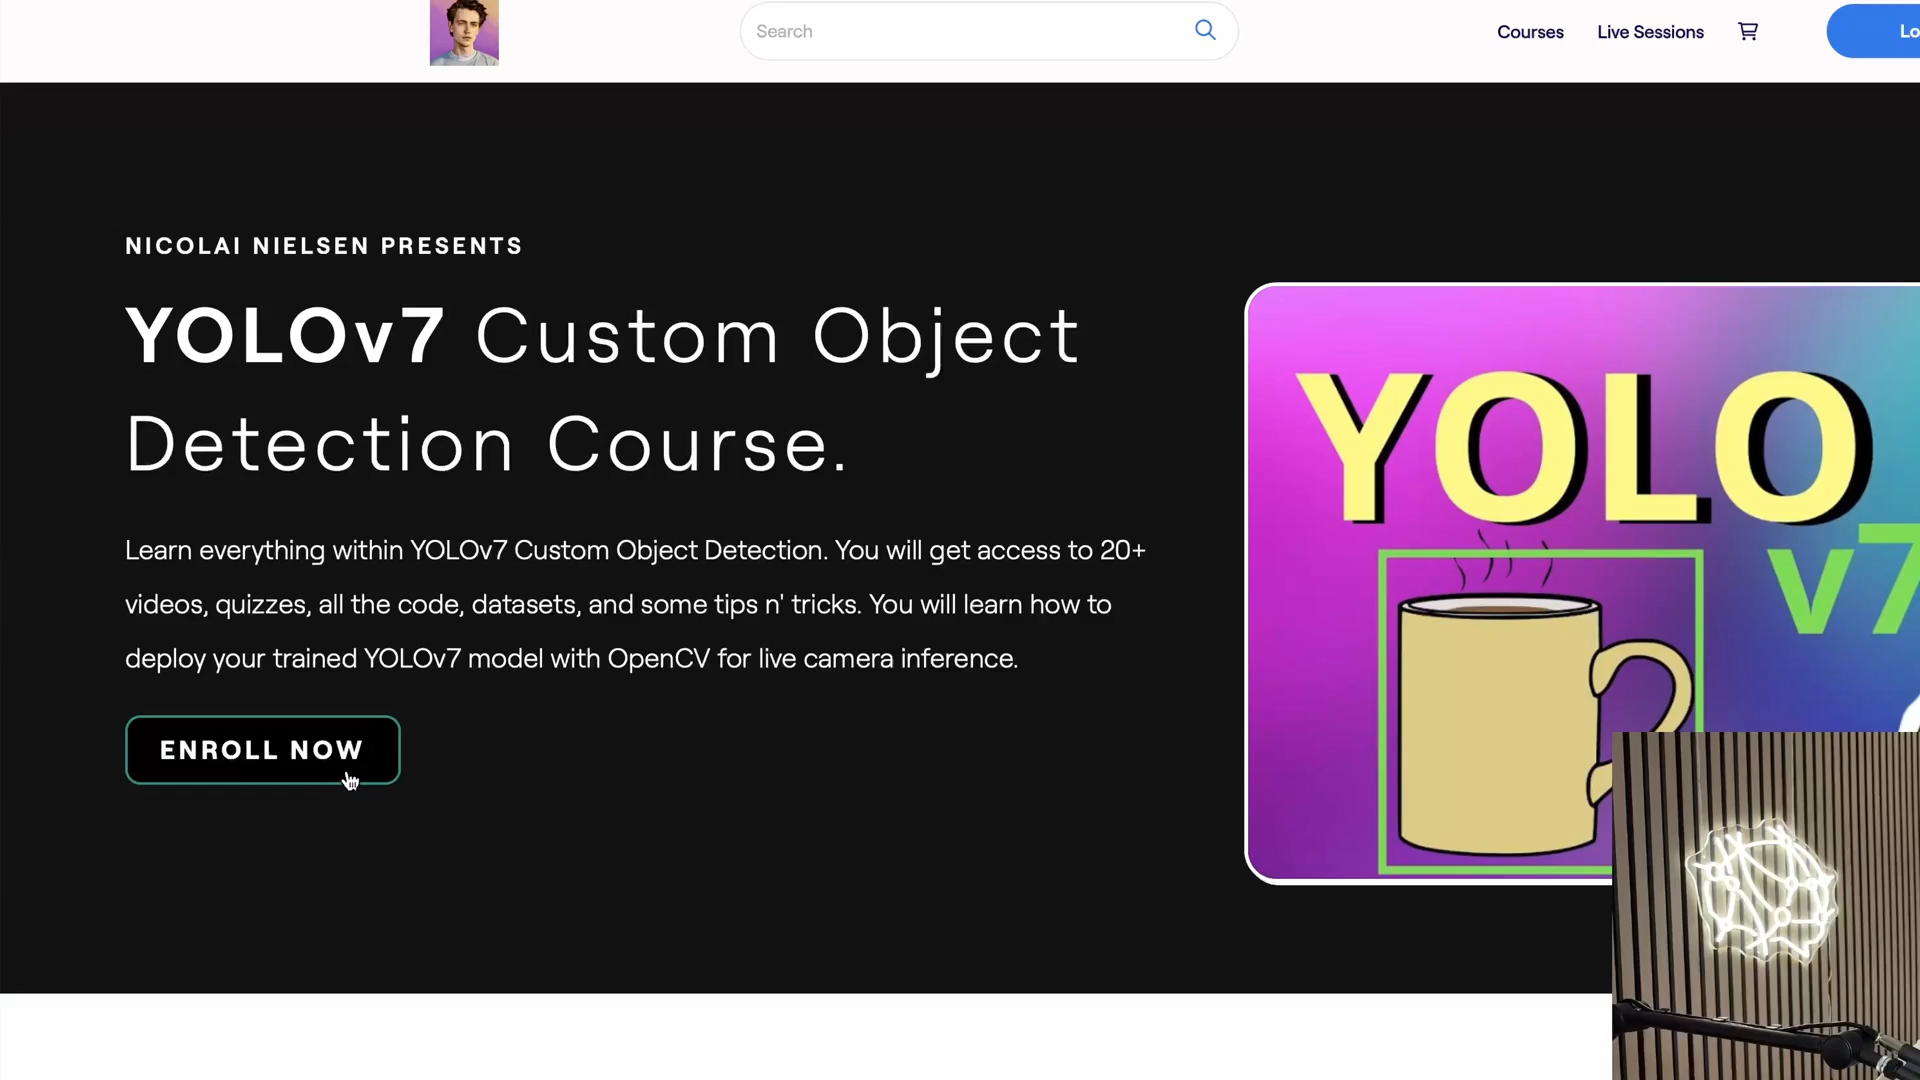 Search
Courses
Live Sessions
NICOLAI NIELSEN PRESENTS
YOLOv7 Custom Object
Detection Course.
Learn everything within YOLOv7 Custom Object Detection. You will get access to 20+
videos, quizzes, all the code, datasets, and some tips n' tricks. You will learn how to
deploy your trained YOLOv7 model with OpenCV for live camera inference.
ENROLL NOW
YOLO
v7